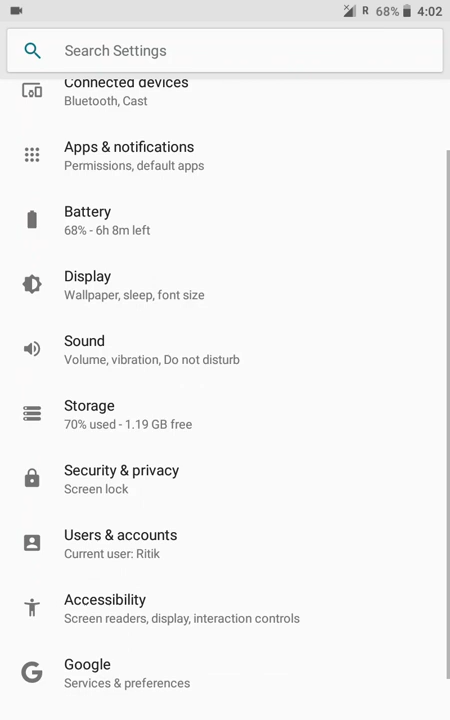 R 68% 4:02
Search Settings
Connected devices
Bluetooth, Cast
Apps & notifications
Permissions, default apps
Battery
68% - 6h 8m left
Display
Wallpaper, sleep, font size
Sound
Volume, vibration, Do not disturb
Storage
70% used - 1.19 GB free
Security & privacy
Screen lock
Users & accounts
Current user: Ritik
Accessibility
Screen readers, display, interaction controls
Google
Services & preferences